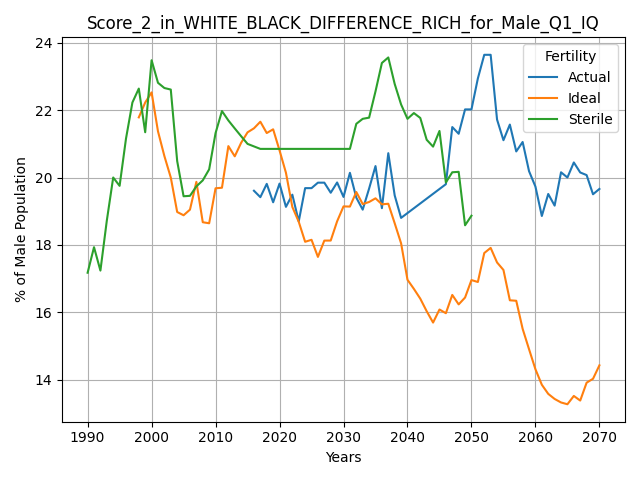 Score_2_in_WHITE_BLACK_DIFFERENCE_RICH_for_Male_Q1_IQ
Fertility
Actual
Ideal
Sterile
% of Male Population
24
22
20
18
16
14
1990 2000 2010 2020 2030 2040 2050 2060 2070
Years